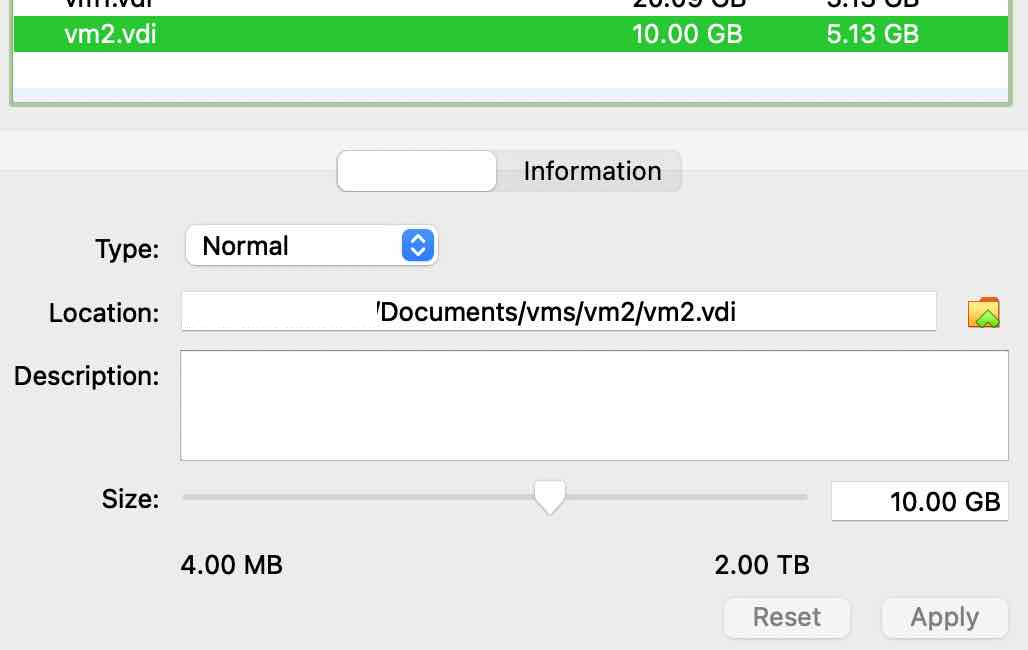 vm1.vdi 20.09 GB 5.13 GB
vm2.vdi 10.00 GB 5.13 GB
Information
Type: Normal
Location: /Documents/vms/vm2/vm2.vdi
Description:
Size: 10.00 GB
4.00 MB 2.00 TB
Reset Apply